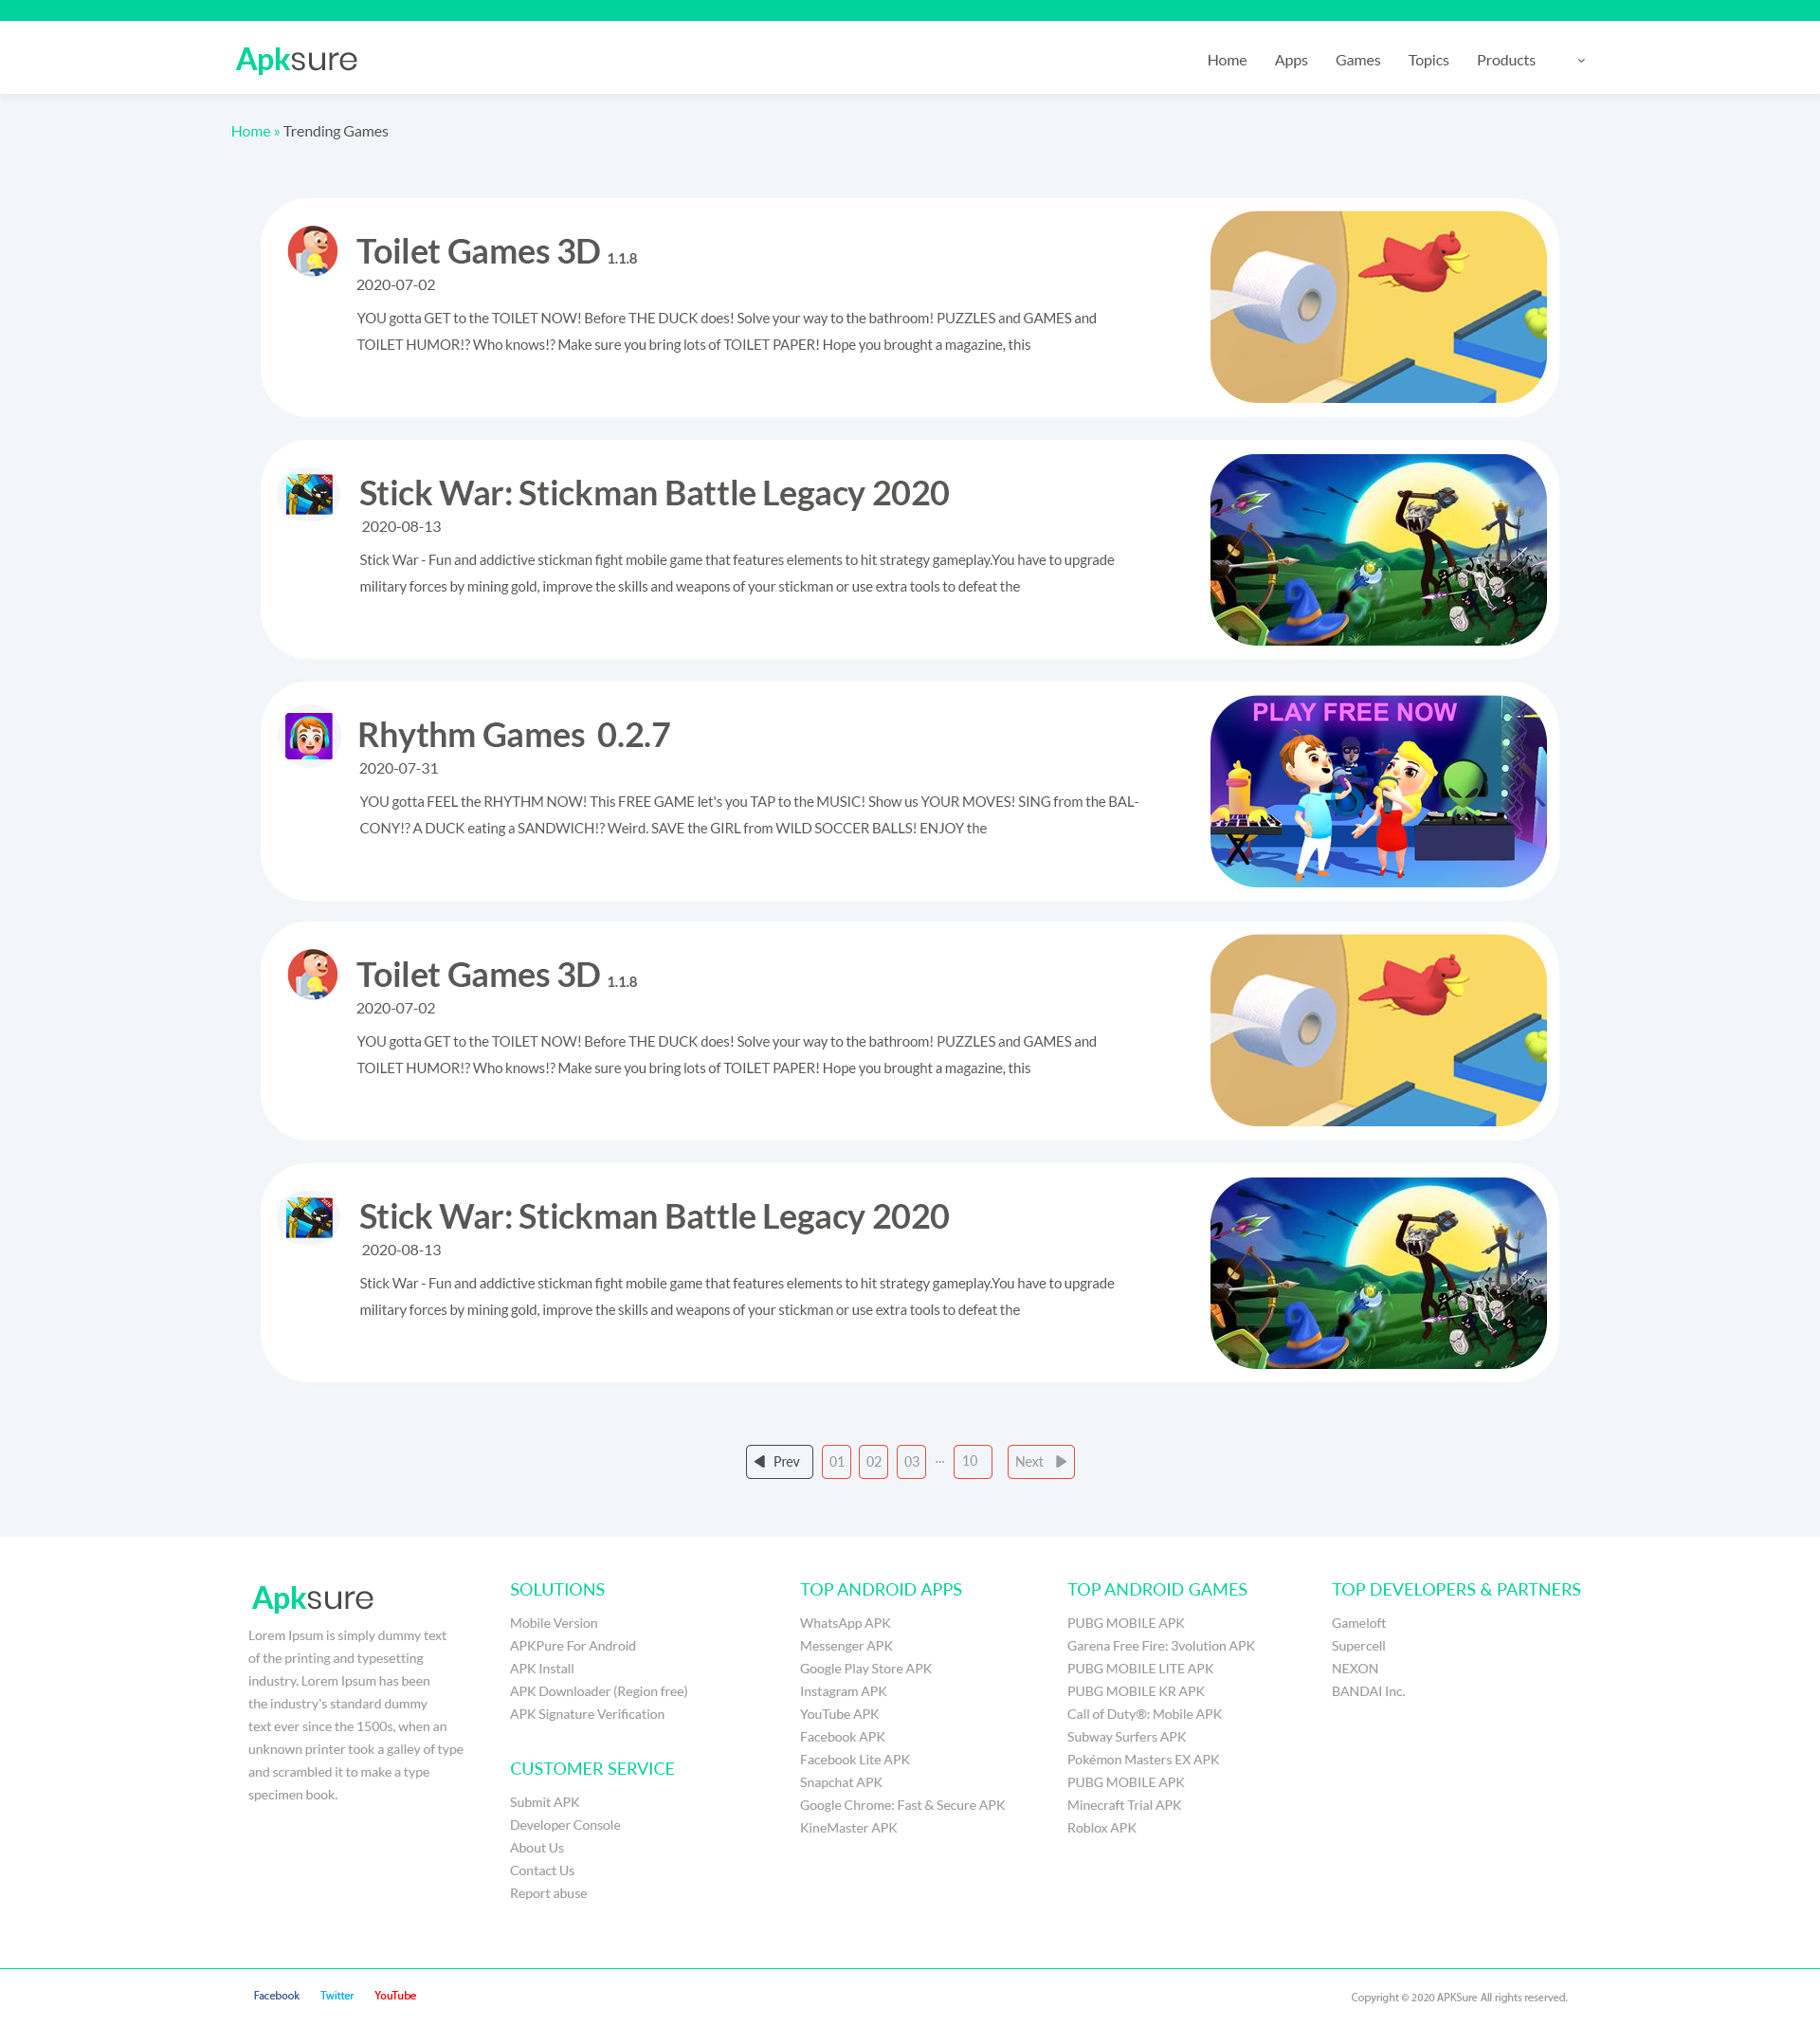 Apksure
Home Apps Games Topics Products
Home » Trending Games
Toilet Games 3D 1.1.8
2020-07-02
YOU gotta GET to the TOILET NOW! Before THE DUCK does! Solve your way to the bathroom! PUZZLES and GAMES and
TOILET HUMOR!? Who knows!? Make sure you bring lots of TOILET PAPER! Hope you brought a magazine, this
2020
Stick War: Stickman Battle Legacy 2020
2020-08-13
Stick War - Fun and addictive stickman fight mobile game that features elements to hit strategy gameplay.You have to upgrade
military forces by mining gold, improve the skills and weapons of your stickman or use extra tools to defeat the
Rhythm Games 0.2.7
2020-07-31
YOU gotta FEEL the RHYTHM NOW! This FREE GAME let's you TAP to the MUSIC! Show us YOUR MOVES! SING from the BAL-
CONY!? A DUCK eating a SANDWICH!? Weird. SAVE the GIRL from WILD SOCCER BALLS! ENJOY the
PLAY FREE NOW
Toilet Games 3D 1.1.8
2020-07-02
YOU gotta GET to the TOILET NOW! Before THE DUCK does! Solve your way to the bathroom! PUZZLES and GAMES and
TOILET HUMOR!? Who knows!? Make sure you bring lots of TOILET PAPER! Hope you brought a magazine, this
2020
Stick War: Stickman Battle Legacy 2020
2020-08-13
Stick War - Fun and addictive stickman fight mobile game that features elements to hit strategy gameplay.You have to upgrade
military forces by mining gold, improve the skills and weapons of your stickman or use extra tools to defeat the
Prev 01 02 03 ... 10 Next
Apksure
Lorem Ipsum is simply dummy text
of the printing and typesetting
industry. Lorem Ipsum has been
the industry's standard dummy
text ever since the 1500s, when an
unknown printer took a galley of type
and scrambled it to make a type
specimen book.
SOLUTIONS
Mobile Version
APKPure For Android
APK Install
APK Downloader (Region free)
APK Signature Verification
CUSTOMER SERVICE
Submit APK
Developer Console
About Us
Contact Us
Report abuse
TOP ANDROID APPS
WhatsApp APK
Messenger APK
Google Play Store APK
Instagram APK
YouTube APK
Facebook APK
Facebook Lite APK
Snapchat APK
Google Chrome: Fast & Secure APK
KineMaster APK
TOP ANDROID GAMES
PUBG MOBILE APK
Garena Free Fire: 3volution APK
PUBG MOBILE LITE APK
PUBG MOBILE KR APK
Call of Duty®: Mobile APK
Subway Surfers APK
Pokémon Masters EX APK
PUBG MOBILE APK
Minecraft Trial APK
Roblox APK
TOP DEVELOPERS & PARTNERS
Gameloft
Supercell
NEXON
BANDAI Inc.
Facebook Twitter YouTube
Copyright © 2020 APKSure All rights reserved.